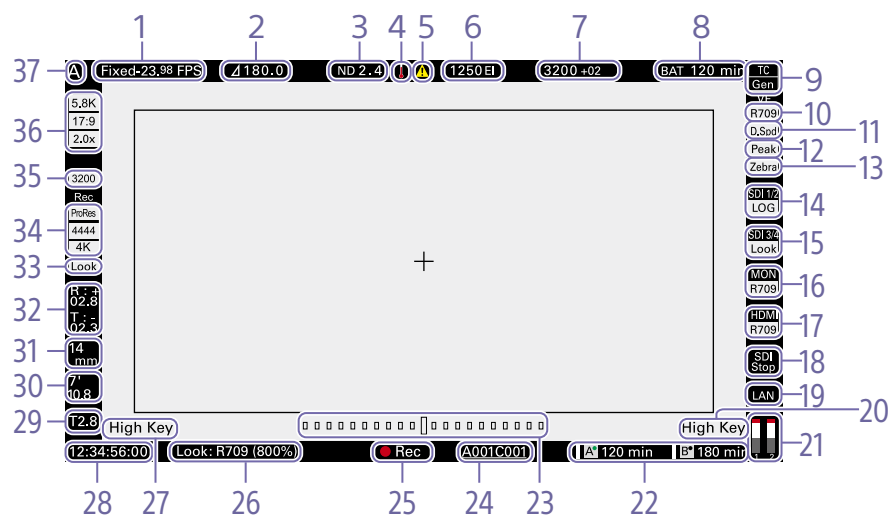 1 2 3 4 5 6 7 8
37 A Fixed-23.98 FPS ⊿180.0 ND 2.4 1250EI 3200 +02 BAT 120 min TC
Gen 9
5.8K
17:9
2.0x
36
R709 10
D.Spd 11
Peak 12
Zebra 13
35 3200
Rec
ProRes
4444
4K
34
SDI 1/2
LOG
14
SDI 3/4
Look
15
33 Look
MON
R709
16
32 R : +
02.8
T : -
02.3
HDMI
R709
17
31 14
mm
SDI
Stop
18
30 7'
10.8
LAN 19
29 T2.8
20
High Key High Key
21
1 2
12:34:56:00 Look: R709 (800%) Rec A001C001 A 120 min B 180 min
28 27 26 25 24 23 22